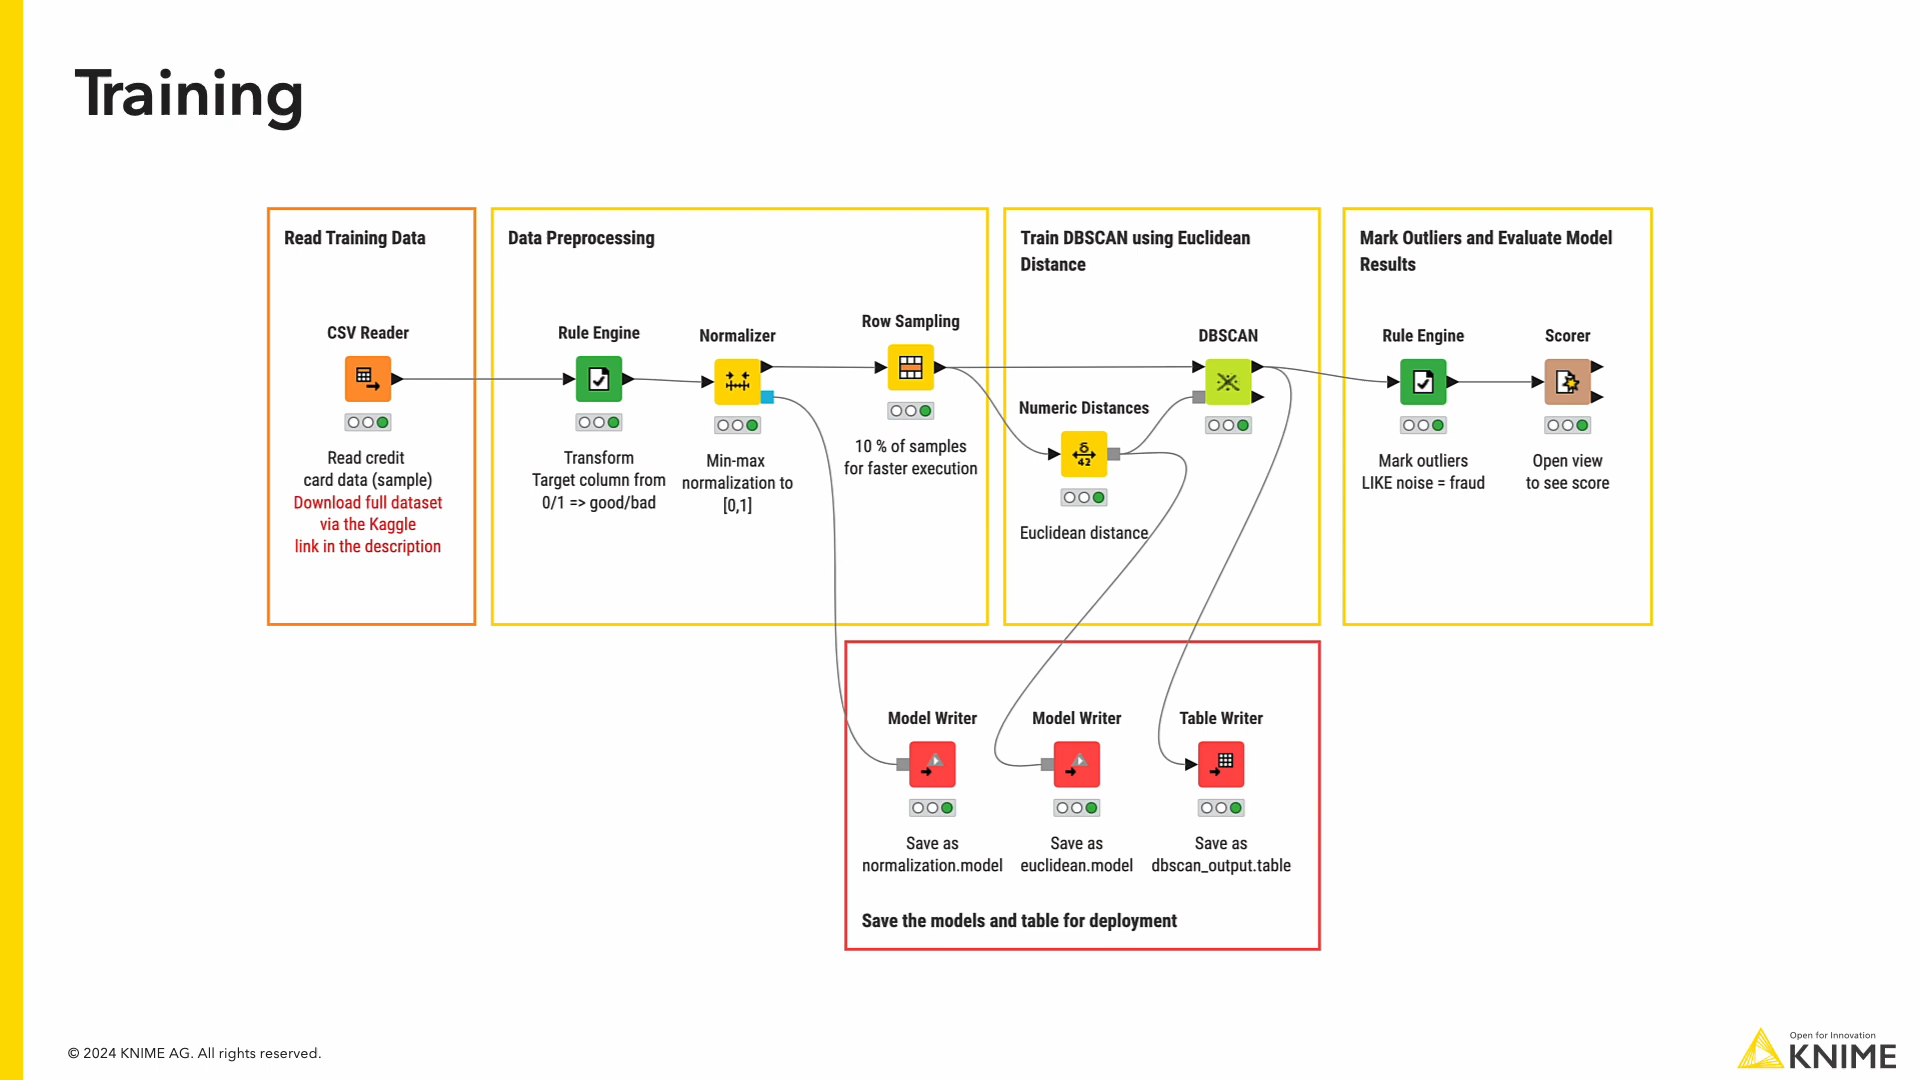 Training
Read Training Data
CSV Reader
Read credit
card data (sample)
Download full dataset
via the Kaggle
link in the description
Data Preprocessing
Rule Engine
Transform
Target column from
0/1 => good/bad
Normalizer
Min-max
normalization to
[0,1]
Row Sampling
10 % of samples
for faster execution
Train DBSCAN using Euclidean
Distance
Numeric Distances
δ
42
Euclidean distance
DBSCAN
Mark Outliers and Evaluate Model
Results
Rule Engine
Mark outliers
LIKE noise = fraud
Scorer
Open view
to see score
Model Writer
Save as
normalization.model
Model Writer
Save as
euclidean.model
Table Writer
Save as
dbscan_output.table
Save the models and table for deployment
© 2024 KNIME AG. All rights reserved.
Open for Innovation
KNIME